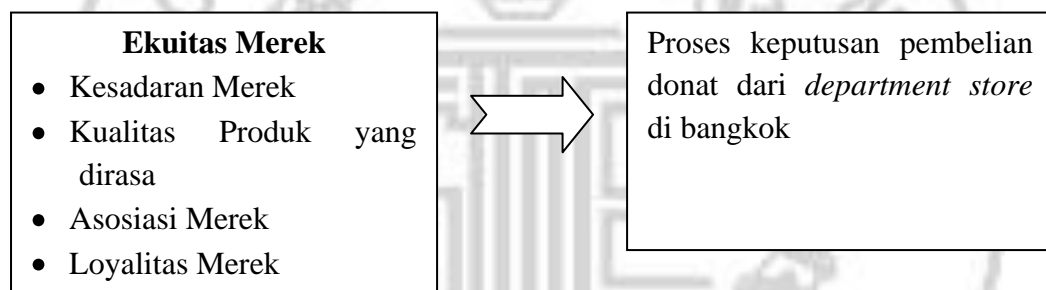 Ekuitas Merek
• Kesadaran Merek
• Kualitas Produk yang
dirasa
• Asosiasi Merek
• Loyalitas Merek
Proses keputusan pembelian
donat dari department store
di bangkok